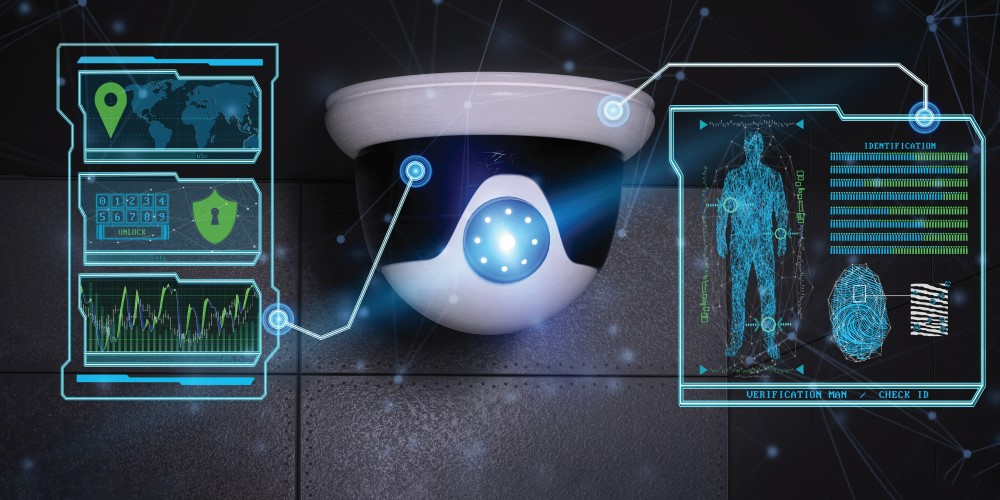 0 1 2 3 4
5 6 7 8 9
UNLOCK
IDENTIFICATION
VERIFICATION MAN / CHECK ID